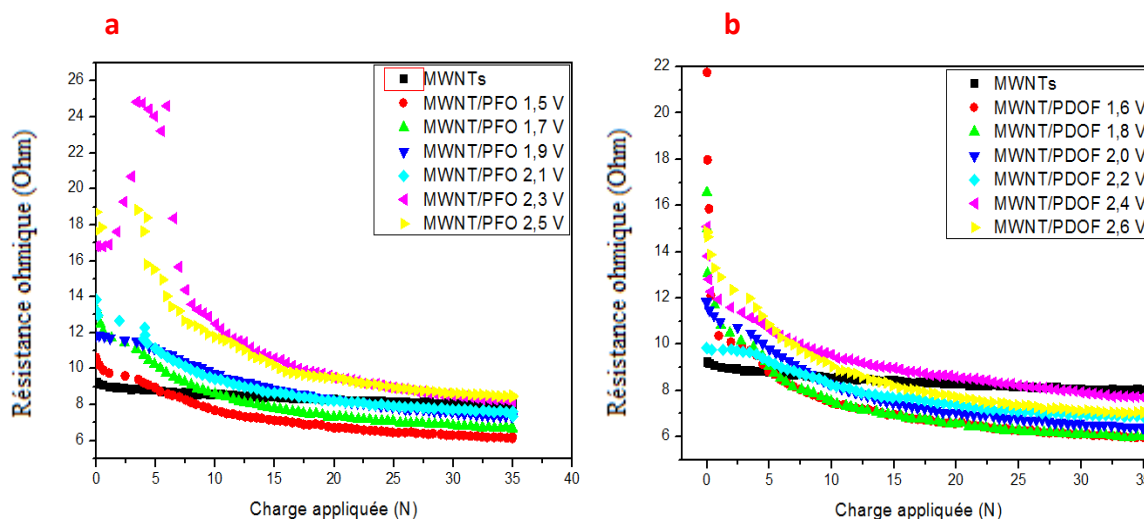 a
Résistance ohmique (Ohm)
26
24
22
20
18
16
14
12
10
8
6
0 5 10 15 20 25 30 35 40
Charge appliquée (N)
MWNTs
MWNT/PFO 1,5 V
MWNT/PFO 1,7 V
MWNT/PFO 1,9 V
MWNT/PFO 2,1 V
MWNT/PFO 2,3 V
MWNT/PFO 2,5 V
b
Résistance ohmique (Ohm)
22
20
18
16
14
12
10
8
6
0 5 10 15 20 25 30 35
Charge appliquée (N)
MWNTs
MWNT/PDOF 1,6 V
MWNT/PDOF 1,8 V
MWNT/PDOF 2,0 V
MWNT/PDOF 2,2 V
MWNT/PDOF 2,4 V
MWNT/PDOF 2,6 V